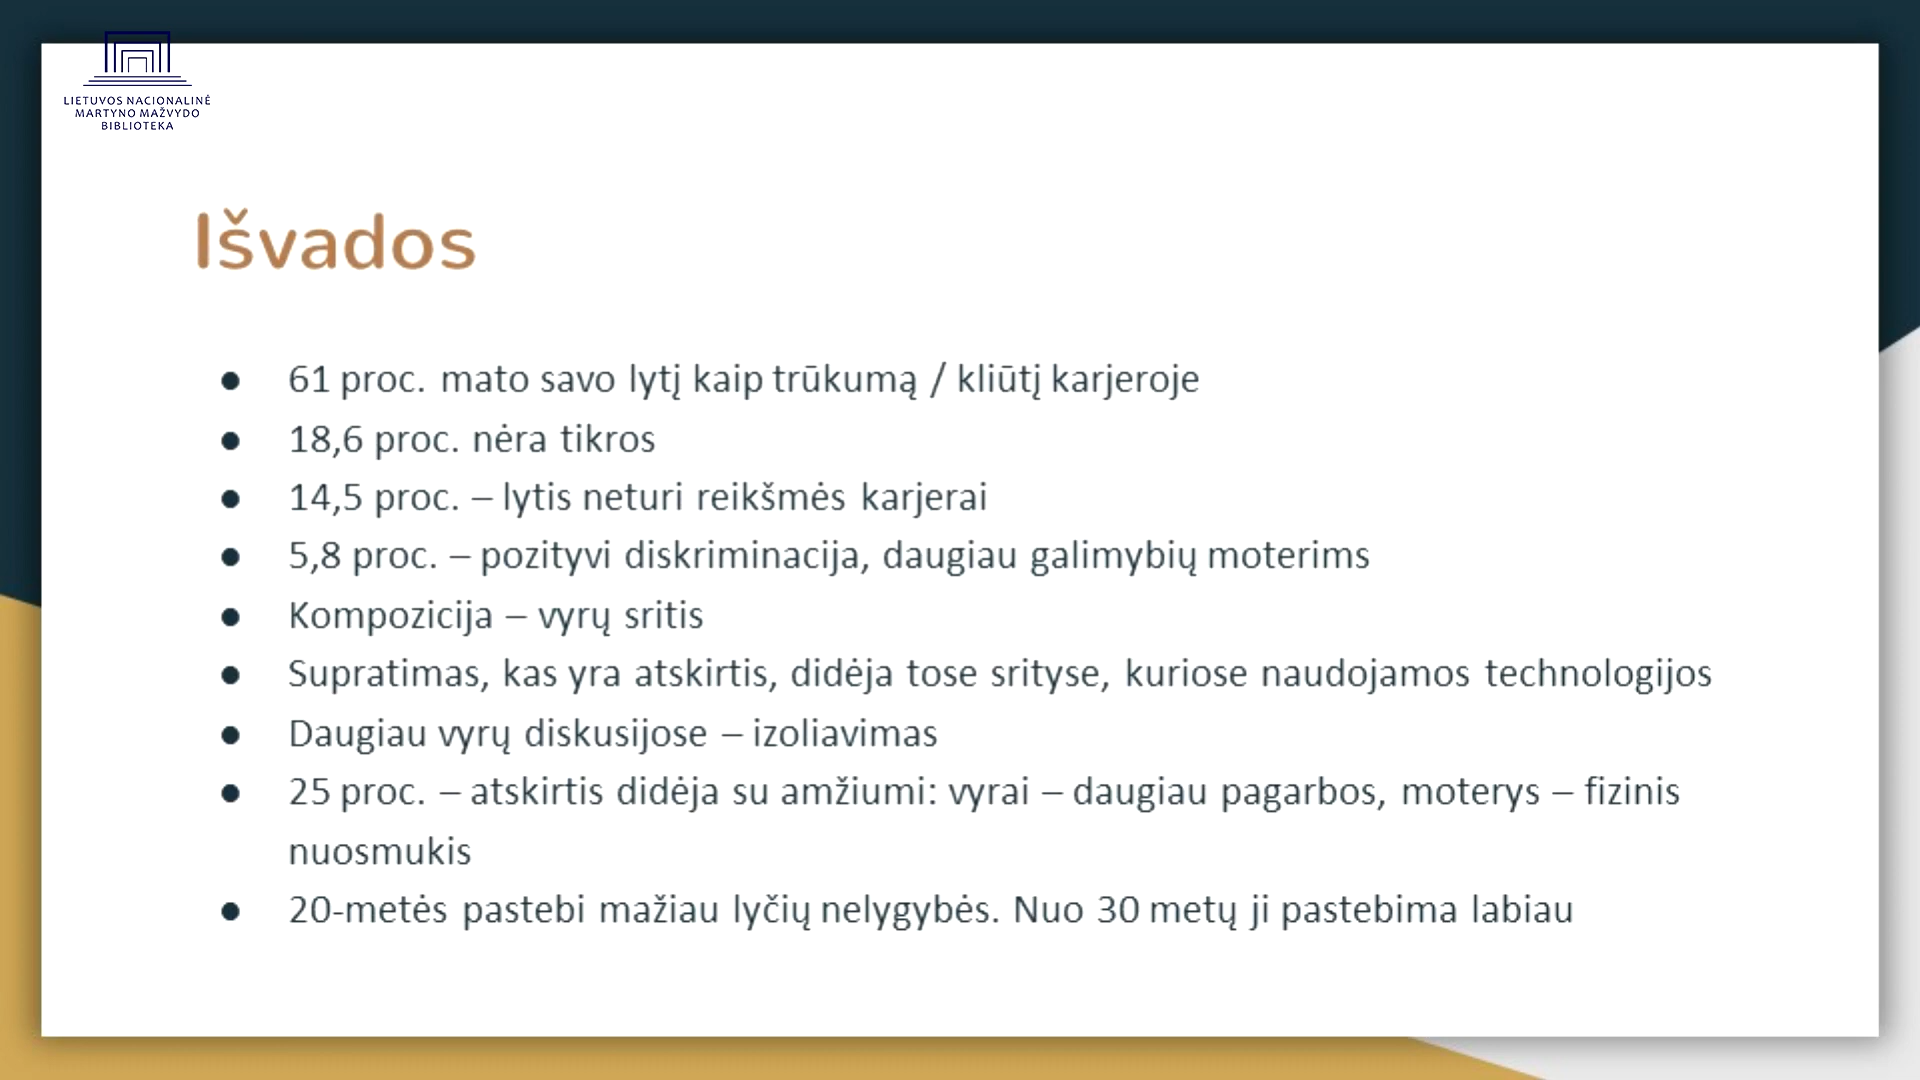 LIETUVOS NACIONALINĖ
MARTYNO MAŽVYDO
BIBLIOTEKA
Išvados
● 61 proc. mato savo lytį kaip trūkumą / kliūtį karjeroje
● 18,6 proc. nėra tikros
● 14,5 proc. – lytis neturi reikšmės karjerai
● 5,8 proc. – pozityvi diskriminacija, daugiau galimybių moterims
● Kompozicija – vyrų sritis
● Supratimas, kas yra atskirtis, didėja tose srityse, kuriose naudojamos technologijos
● Daugiau vyrų diskusijose – izoliavimas
● 25 proc. – atskirtis didėja su amžiumi: vyrai – daugiau pagarbos, moterys – fizinis
nuosmukis
● 20-metės pastebi mažiau lyčių nelygybės. Nuo 30 metų ji pastebima labiau